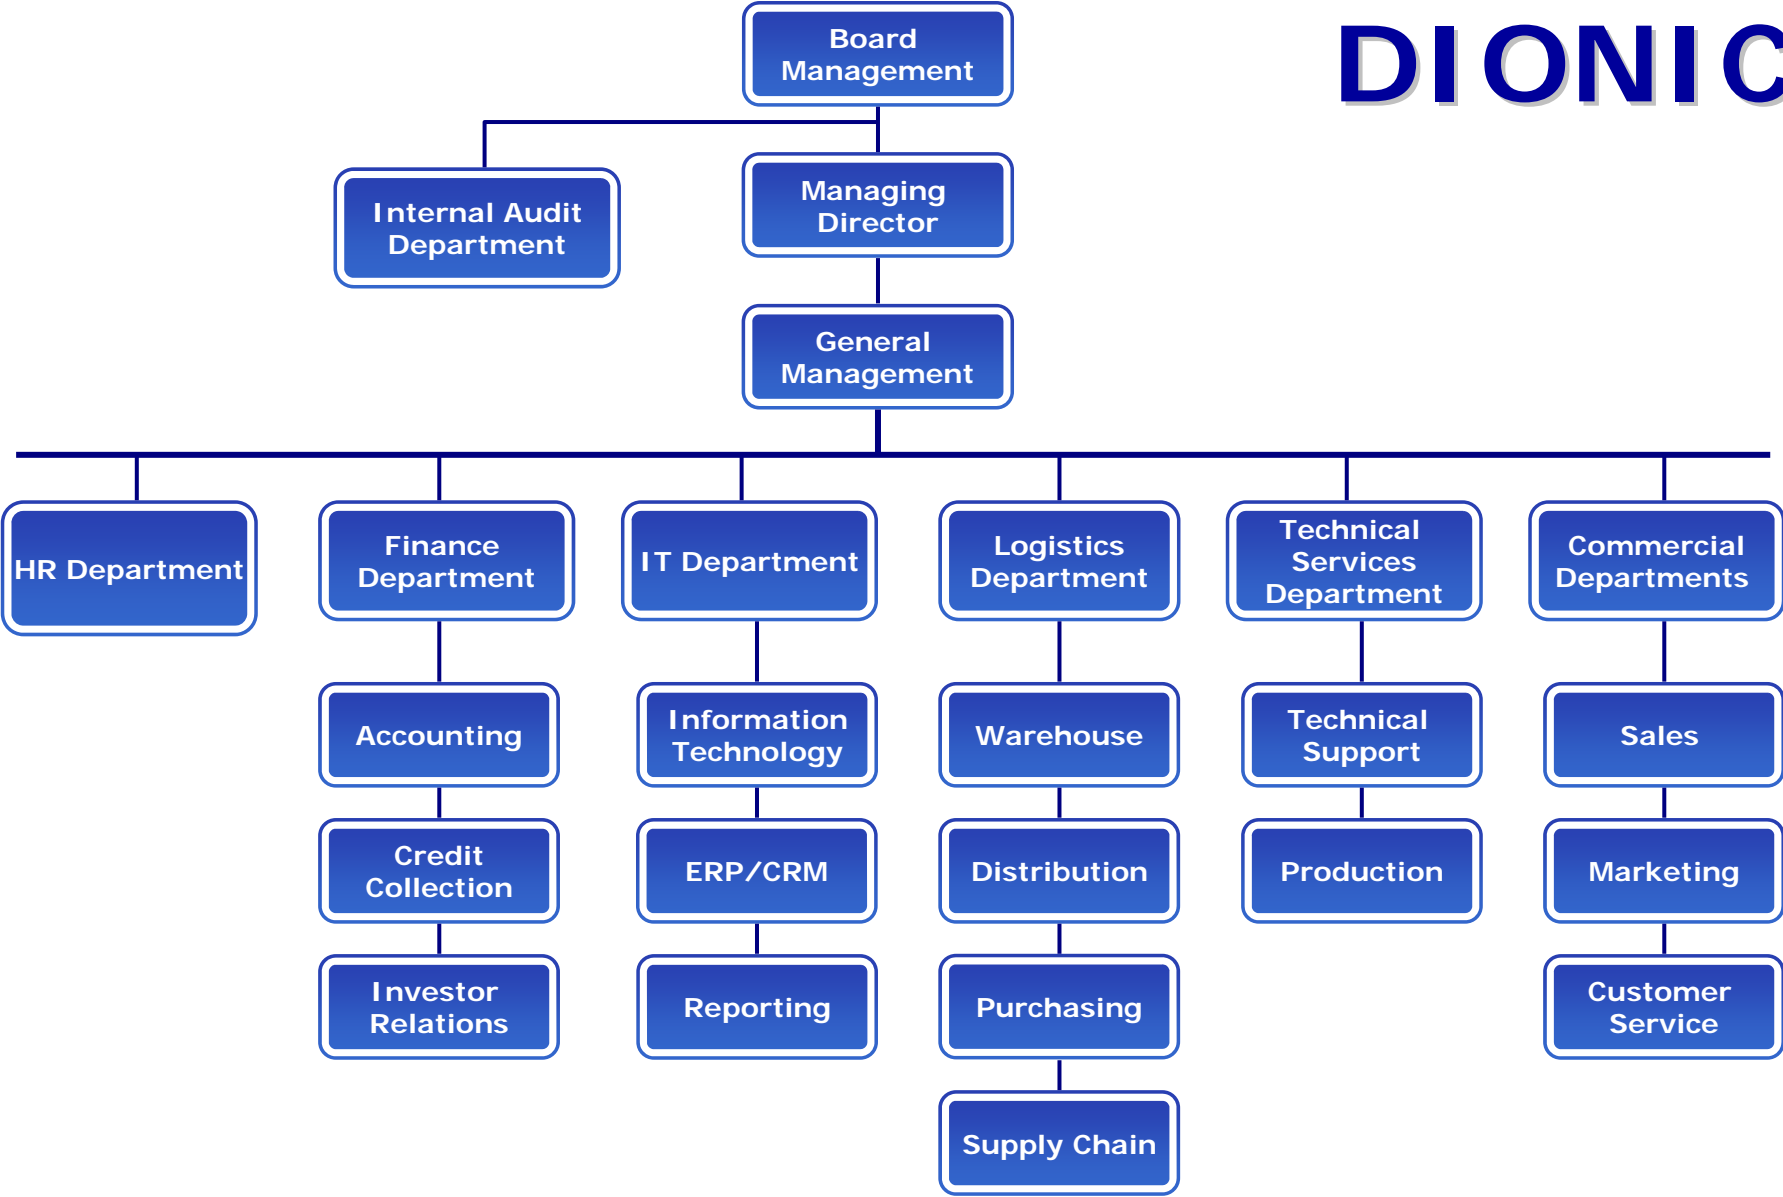 Board
Management
DIONIC
Managing
Director
Internal Audit
Department
General
Management
HR Department
Finance
Department
IT Department
Logistics
Department
Technical
Services
Department
Commercial
Departments
Accounting
Information
Technology
Warehouse
Technical
Support
Sales
Credit
Collection
ERP/CRM
Distribution
Production
Marketing
Investor
Relations
Reporting
Purchasing
Customer
Service
Supply Chain